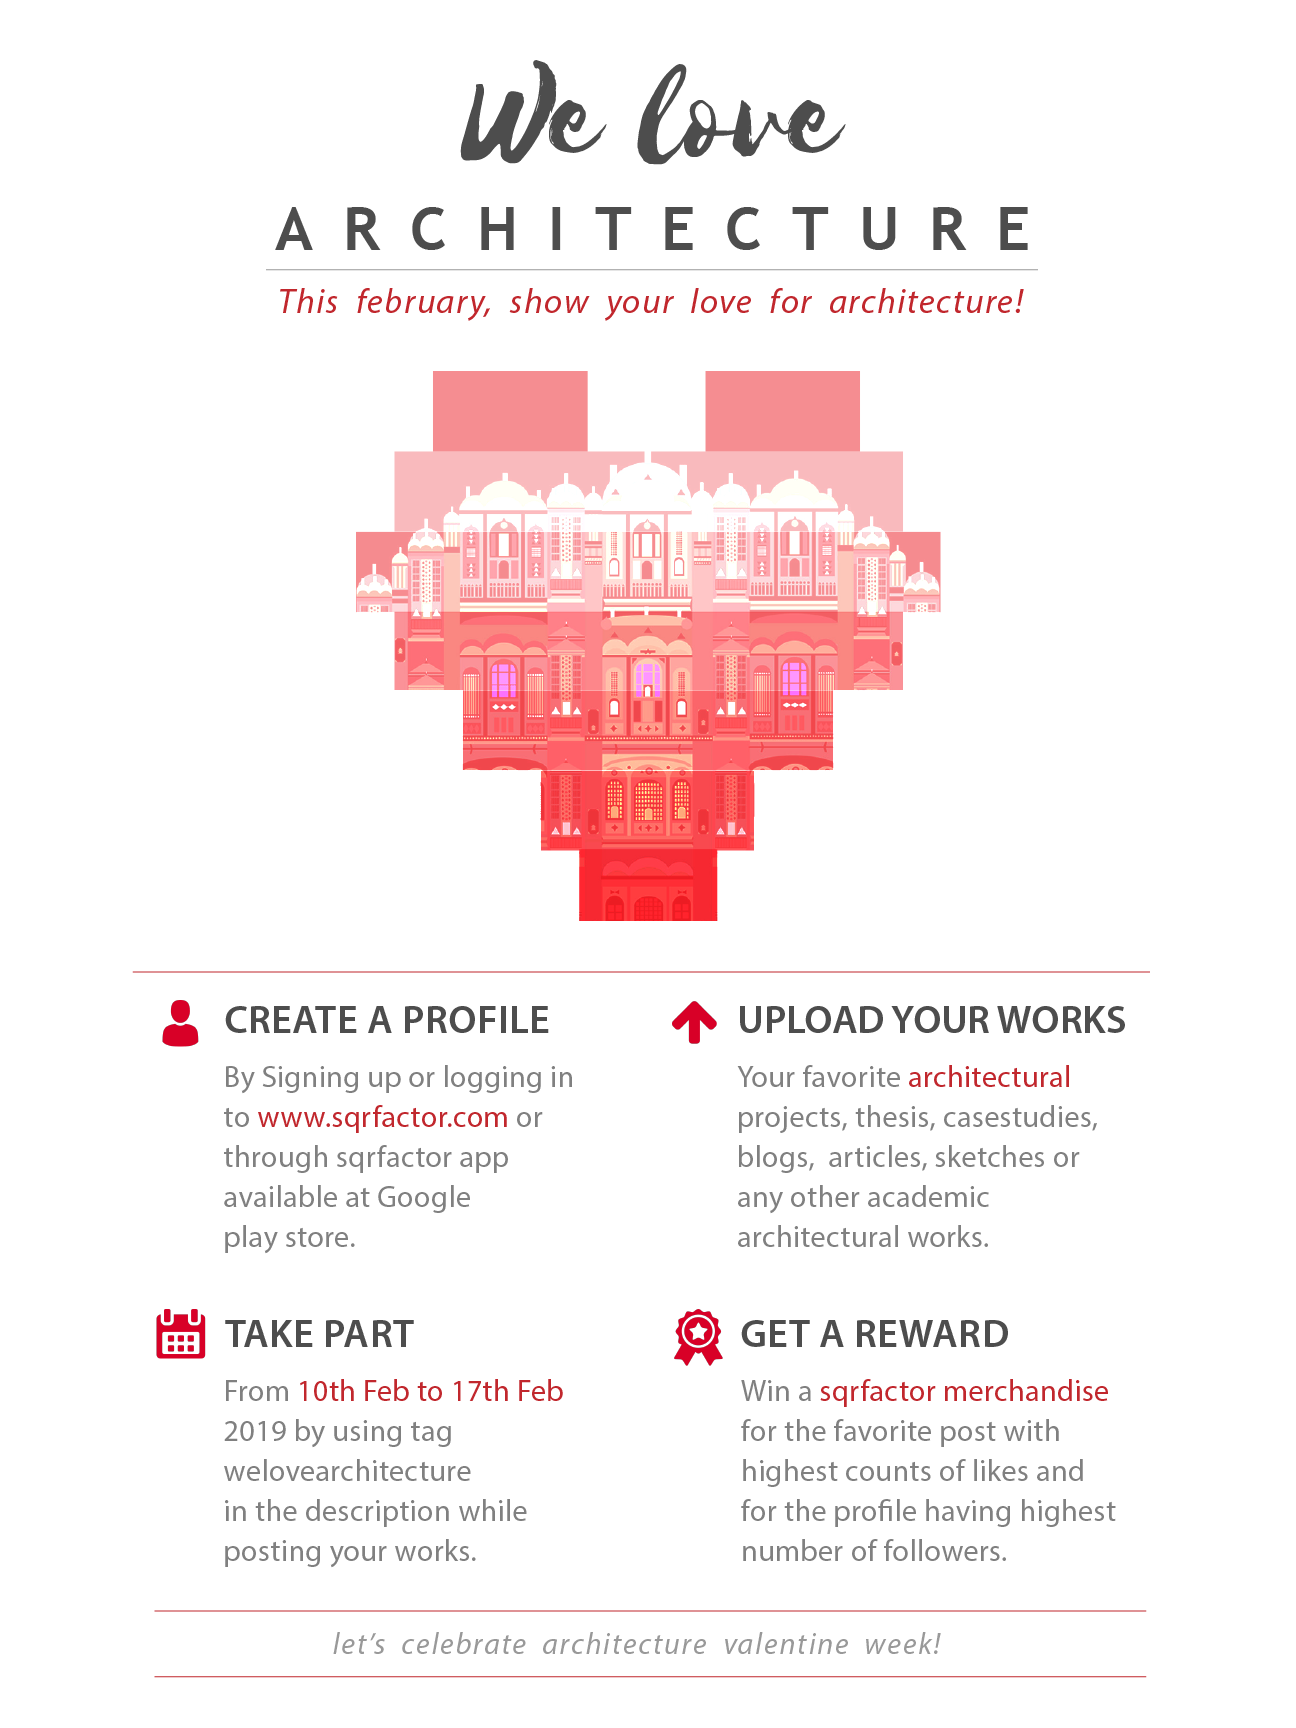 We love
ARCHITECTURE
This february, show your love for architecture!
CREATE A PROFILE
By Signing up or logging in
to www.sqrfactor.com or
through sqrfactor app
available at Google
play store.
UPLOAD YOUR WORKS
Your favorite architectural
projects, thesis, casestudies,
blogs, articles, sketches or
any other academic
architectural works.
TAKE PART
From 10th Feb to 17th Feb
2019 by using tag
welovearchitecture
in the description while
posting your works.
GET A REWARD
Win a sqrfactor merchandise
for the favorite post with
highest counts of likes and
for the profile having highest
number of followers.
let's celebrate architecture valentine week!